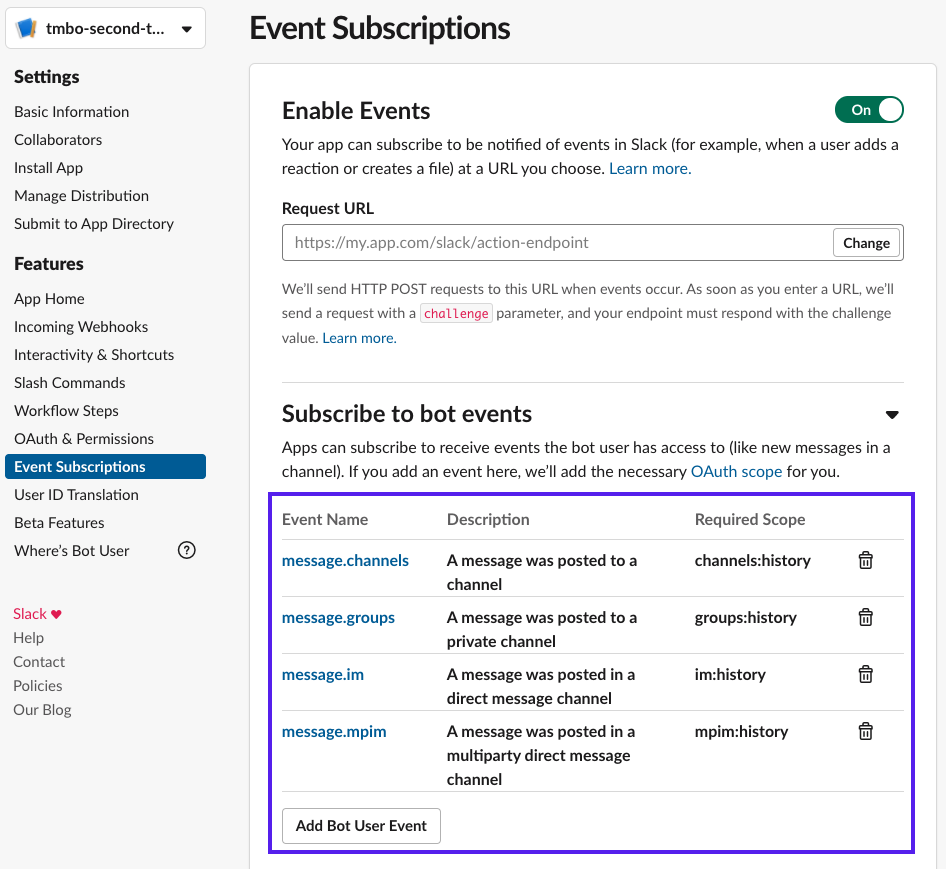 tmbo-second-t...
Settings
Basic Information
Collaborators
Install App
Manage Distribution
Submit to App Directory
Features
App Home
Incoming Webhooks
Interactivity & Shortcuts
Slash Commands
Workflow Steps
OAuth & Permissions
Event Subscriptions
User ID Translation
Beta Features
Where’s Bot User
?
Slack ♥
Help
Contact
Policies
Our Blog
Event Subscriptions
Enable Events
On
Your app can subscribe to be notified of events in Slack (for example, when a user adds a
reaction or creates a file) at a URL you choose. Learn more.
Request URL
https://my.app.com/slack/action-endpoint
Change
We’ll send HTTP POST requests to this URL when events occur. As soon as you enter a URL, we’ll
send a request with a challenge parameter, and your endpoint must respond with the challenge
value. Learn more.
Subscribe to bot events
Apps can subscribe to receive events the bot user has access to (like new messages in a
channel). If you add an event here, we’ll add the necessary OAuth scope for you.
Event Name Description Required Scope
message.channels A message was posted to a channels:history
channel
message.groups A message was posted to a groups:history
private channel
message.im A message was posted in a im:history
direct message channel
message.mpim A message was posted in a mpim:history
multiparty direct message
channel
Add Bot User Event